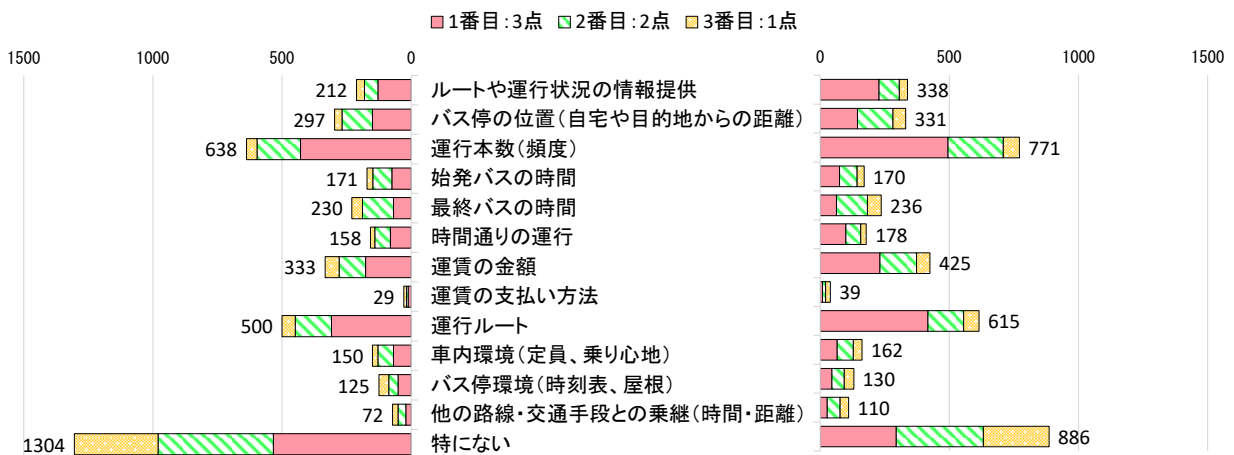 1番目：3点 2番目：2点 3番目：1点
1500 1000 500 0 0 500 1000 1500
212 ルートや運行状況の情報提供 338
297 バス停の位置（自宅や目的地からの距離） 331
638 運行本数（頻度） 771
171 始発バスの時間 170
230 最終バスの時間 236
158 時間通りの運行 178
333 運賃の金額 425
29 運賃の支払い方法 39
500 運行ルート 615
150 車内環境（定員、乗り心地） 162
125 バス停環境（時刻表、屋根） 130
72 他の路線・交通手段との乗継（時間・距離） 110
1304 特にない 886